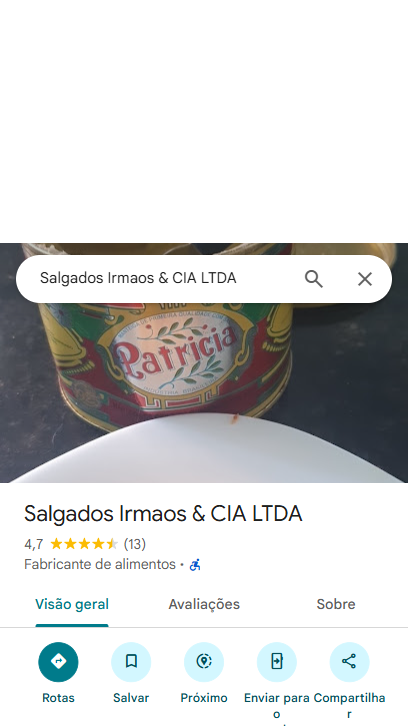 Salgados Irmaos & CIA LTDA
Patricia
Salgados Irmaos & CIA LTDA
4,7 (13)
Fabricante de alimentos ·
Visão geral Avaliações Sobre
Rotas Salvar Próximo Enviar para o Compartilhar